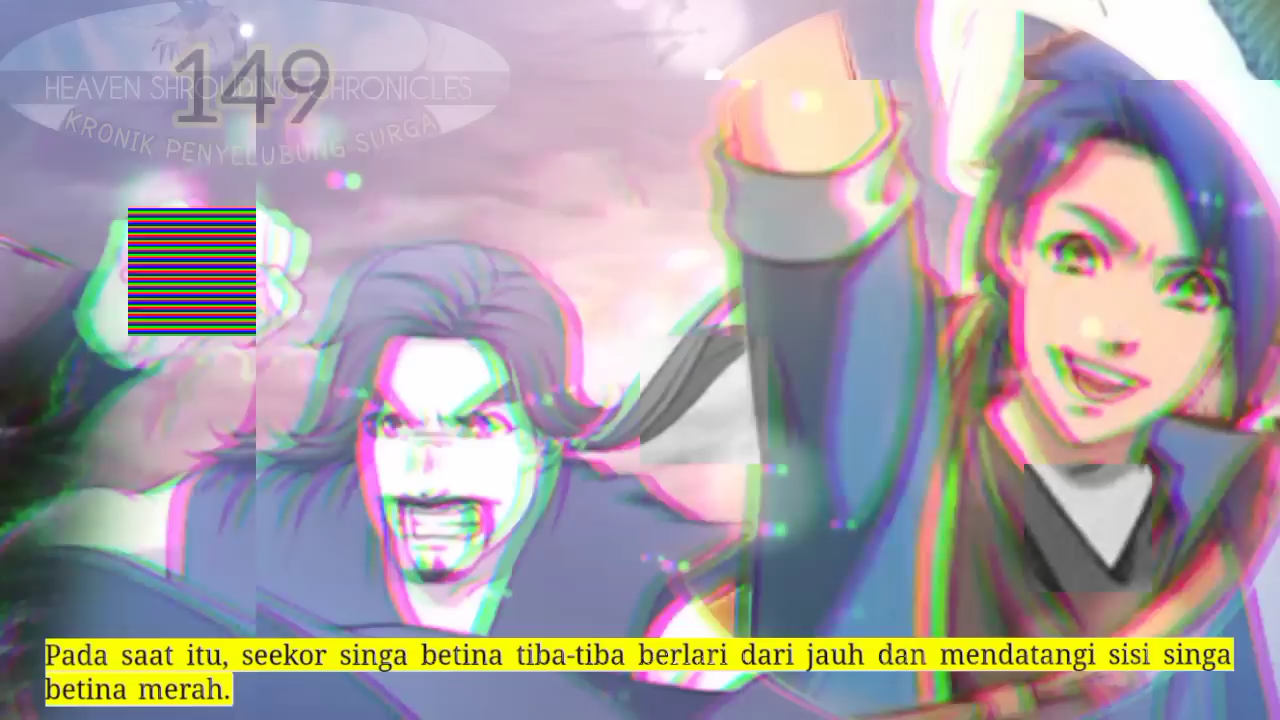 149
HEAVEN SHROUDING CHRONICLES
KRONIK PENYELUBUNG SURGA
Pada saat itu, seekor singa betina tiba-tiba berlari dari jauh dan mendatangi sisi singa
betina merah.